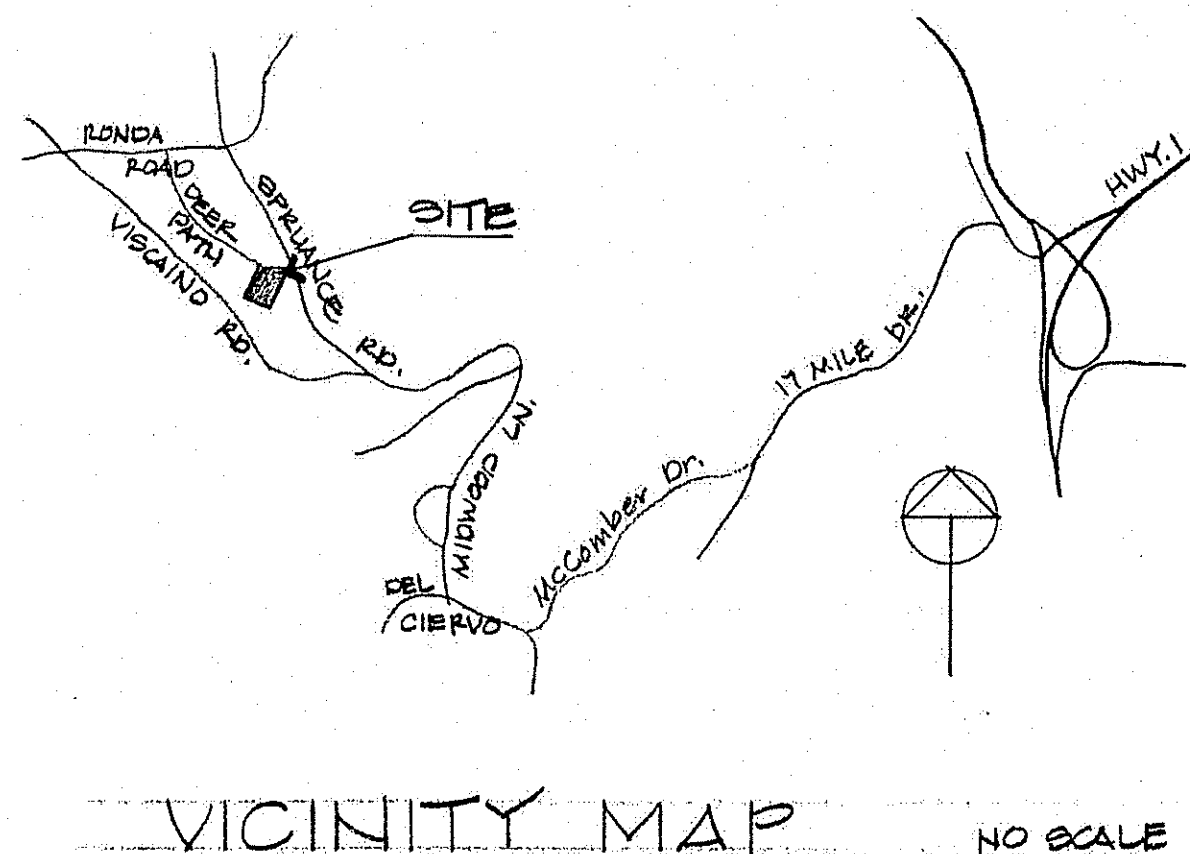 RONDA
ROAD
DEER
PATH
SPRUANCE
RD.
VISCAINO
RD.
SITE
HWY. 1
17 MILE DR.
McComber Dr.
MIDWOOD LN.
DEL
CIERVO
VICINITY MAP
NO SCALE